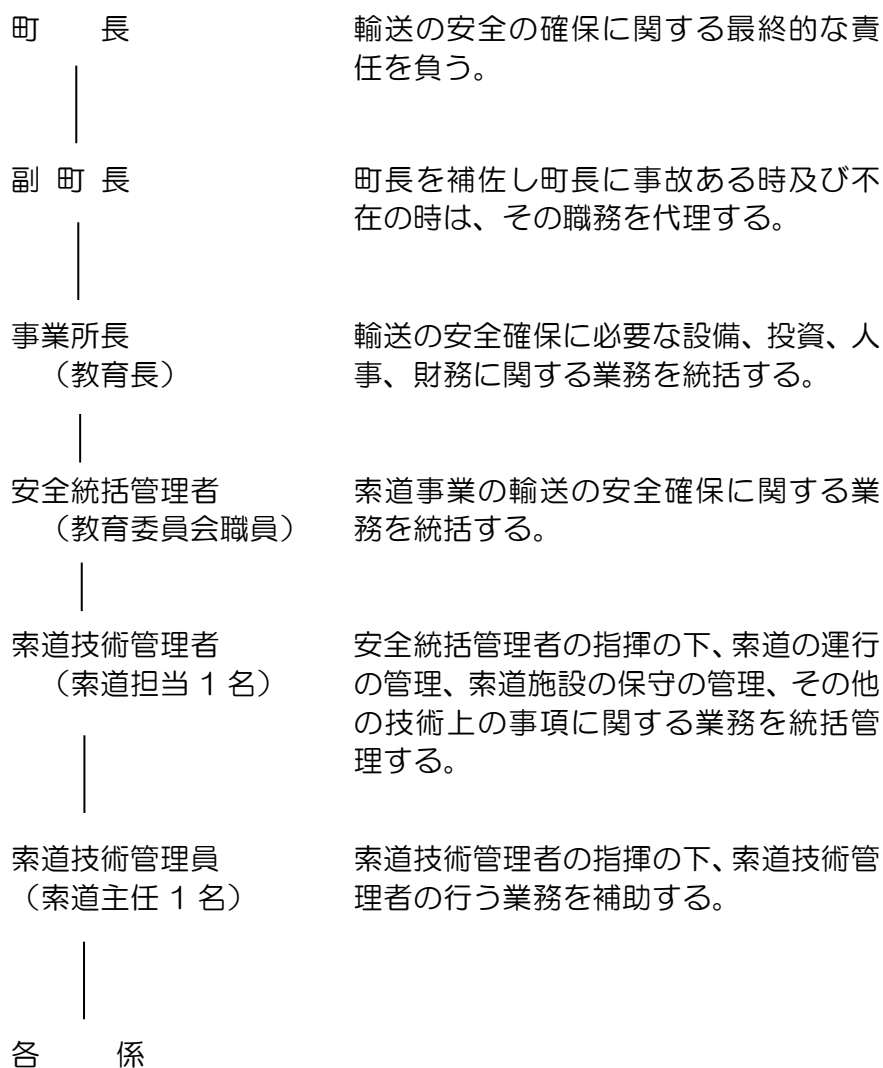 町　　長　輸送の安全の確保に関する最終的な責
任を負う。
副 町 長　町長を補佐し町長に事故ある時及び不
在の時は、その職務を代理する。
事業所長　輸送の安全確保に必要な設備、投資、人
（教育長）　事、財務に関する業務を統括する。
安全統括管理者　索道事業の輸送の安全確保に関する業
（教育委員会職員）　務を統括する。
索道技術管理者　安全統括管理者の指揮の下、索道の運行
（索道担当 1 名）　の管理、索道施設の保守の管理、その他
の技術上の事項に関する業務を統括管
理する。
索道技術管理員　索道技術管理者の指揮の下、索道技術管
（索道主任 1 名）　理者の行う業務を補助する。
各　　係